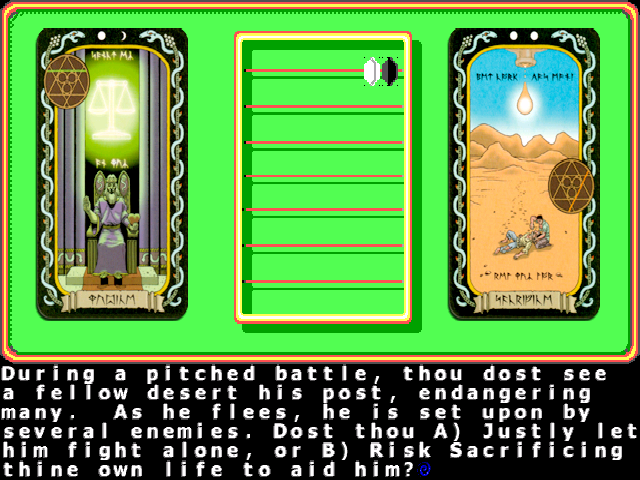 During a pitched battle, thou dost see
a fellow desert his post, endangering
many. As he flees, he is set upon by
several enemies. Dost thou A) Justly let
him fight alone, or B) Risk Sacrificing
thine own life to aid him?